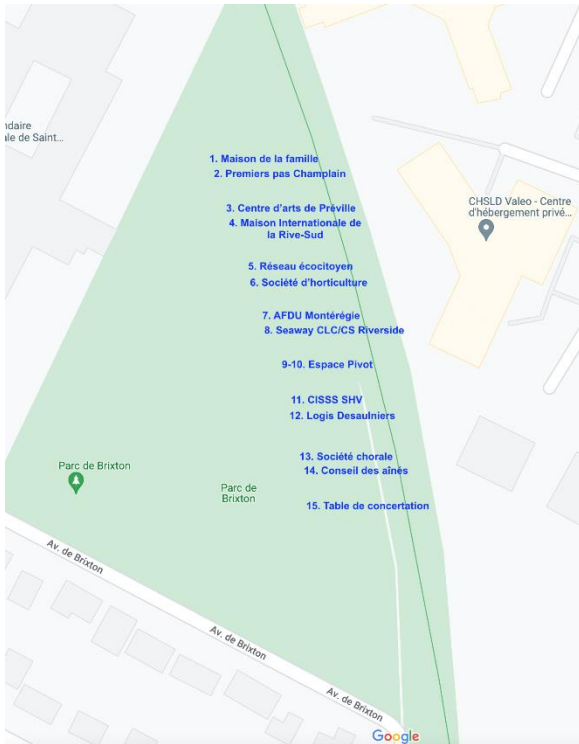 ndaire
ale de Saint...
1. Maison de la famille
2. Premiers pas Champlain
CHSLD Valeo - Centre
d'hébergement privé...
3. Centre d'arts de Préville
4. Maison Internationale de
la Rive-Sud
5. Réseau écocitoyen
6. Société d'horticulture
7. AFDU Montérégie
8. Seaway CLC/CS Riverside
9-10. Espace Pivot
11. CISSS SHV
12. Logis Desaulniers
13. Société chorale
14. Conseil des aînés
Parc de Brixton
Parc de
Brixton
15. Table de concertation
Av. de Brixton
Av. de Brixton
Av. de Brixton
Google